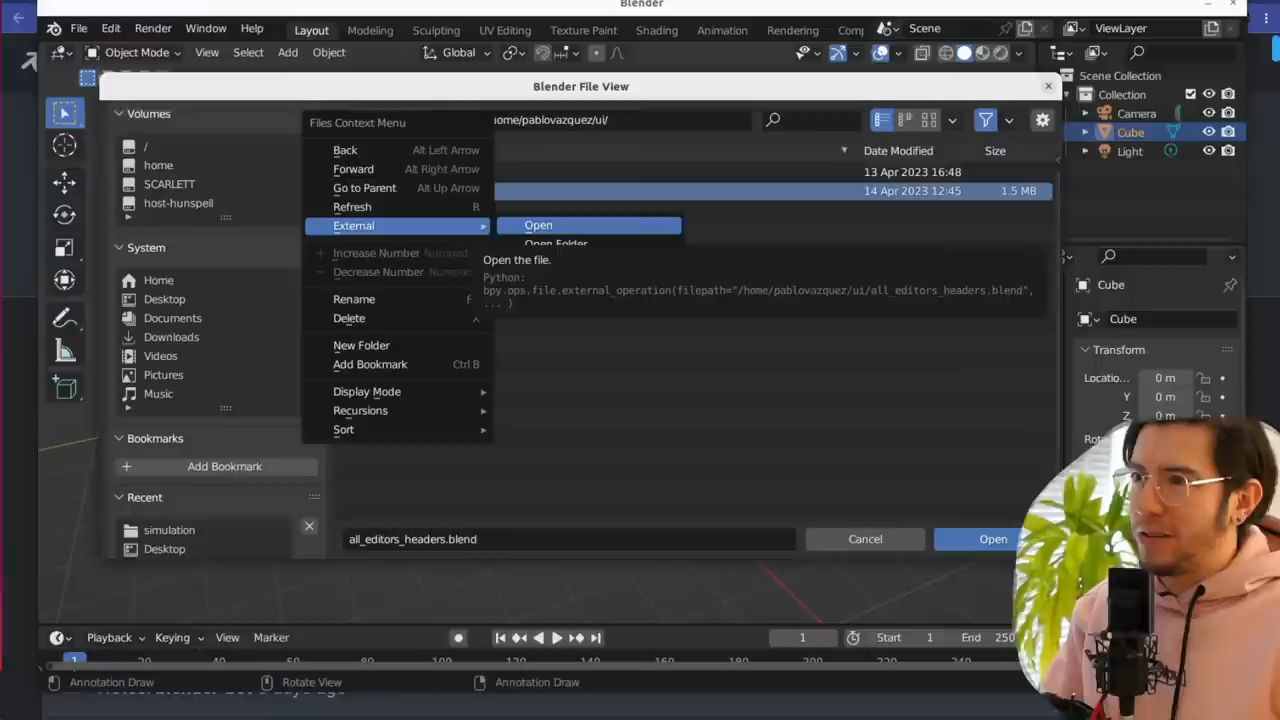 Blender
File Edit Render Window Help Layout Modeling Sculpting UV Editing Texture Paint Shading Animation Rendering Scene ViewLayer
Object Mode View Select Add Object Global
Scene Collection
Collection
Camera
Cube
Light
Blender File View
Volumes
/
home
SCARLETT
host-hunspell
System
Home
Desktop
Documents
Downloads
Videos
Pictures
Music
Bookmarks
Add Bookmark
Recent
simulation
Desktop
Files Context Menu
Back Alt Left Arrow
Forward Alt Right Arrow
Go to Parent Alt Up Arrow
Refresh R
External
Increase Number
Decrease Number
Rename
Delete
New Folder
Add Bookmark Ctrl B
Display Mode
Recursions
Sort
Open
Open Folder
Open the file.
Python:
bpy.ops.file.external_operation(filepath="/home/pablovazquez/ui/all_editors_headers.blend",
... )
/pablovazquez/ui/
Date Modified Size
13 Apr 2023 16:48
14 Apr 2023 12:45 1.5 MB
all_editors_headers.blend
Cancel Open
Cube
Cube
Transform
Locatio... 0 m
Y 0 m
Z 0 m
Playback Keying View Marker 1 Start 1 End 250
1
Annotation Draw Rotate View Annotation Draw